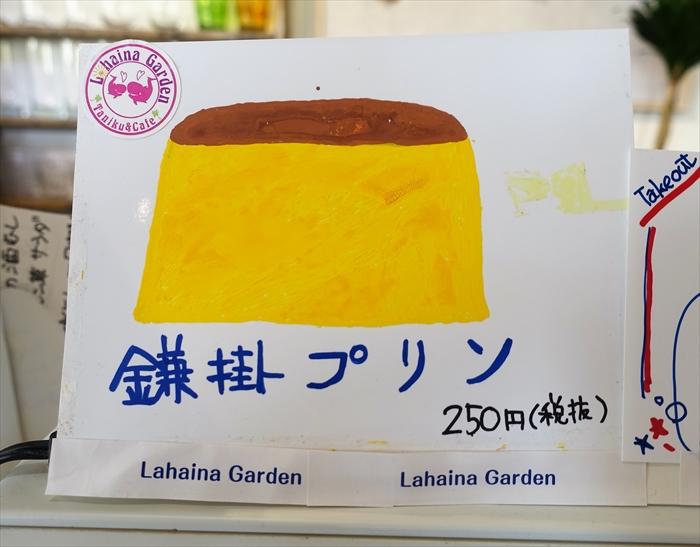 Lahaina Garden
Taniku&Cafe
鎌掛プリン
250円(税抜)
Lahaina Garden
Lahaina Garden
Takeout